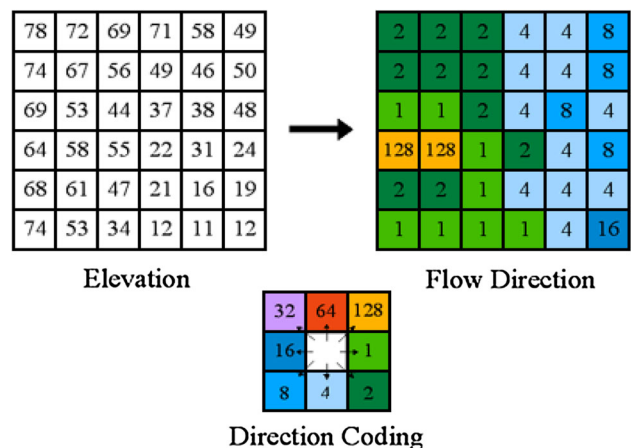 78 72 69 71 58 49
74 67 56 49 46 50
69 53 44 37 38 48
64 58 55 22 31 24
68 61 47 21 16 19
74 53 34 12 11 12
Elevation
2 2 2 4 4 8
2 2 2 4 4 8
1 1 2 4 8 4
128 128 1 2 4 8
2 2 1 4 4 4
1 1 1 1 4 16
Flow Direction
32 64 128
16 1
8 4 2
Direction Coding